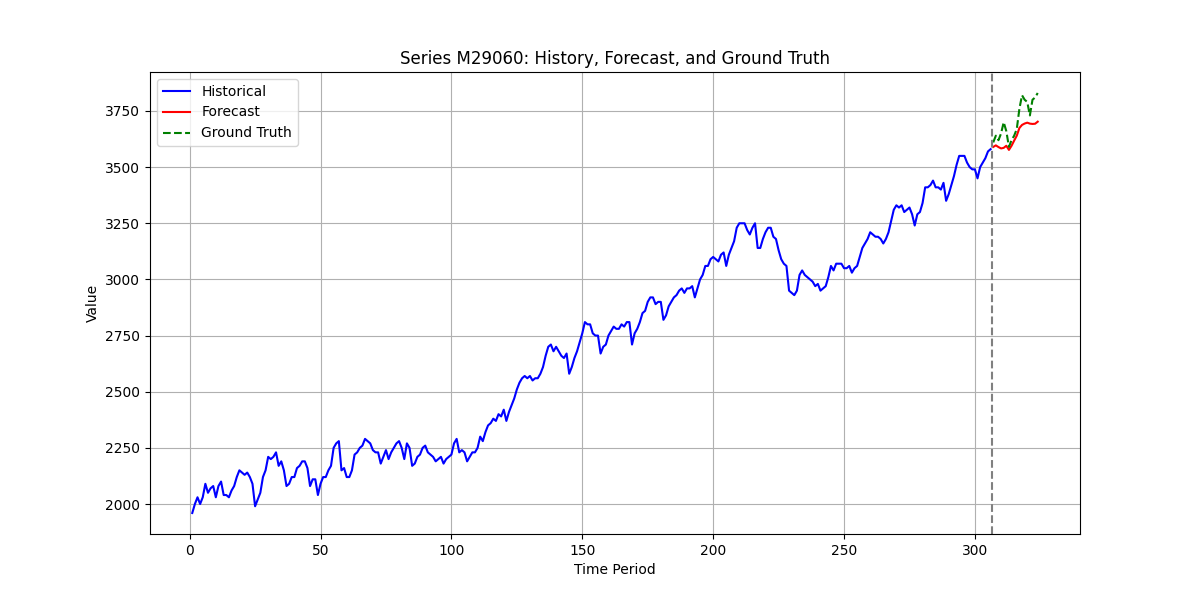 Series M29060: History, Forecast, and Ground Truth
Historical
Forecast
Ground Truth
3750
3500
3250
3000
2750
2500
2250
2000
Value
0 50 100 150 200 250 300
Time Period